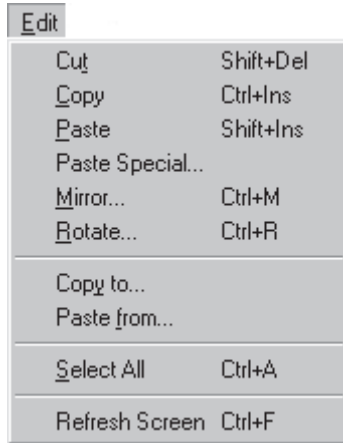 Edit
Cut Shift+Del
Copy Ctrl+Ins
Paste Shift+Ins
Paste Special...
Mirror... Ctrl+M
Rotate... Ctrl+R
Copy to...
Paste from...
Select All Ctrl+A
Refresh Screen Ctrl+F